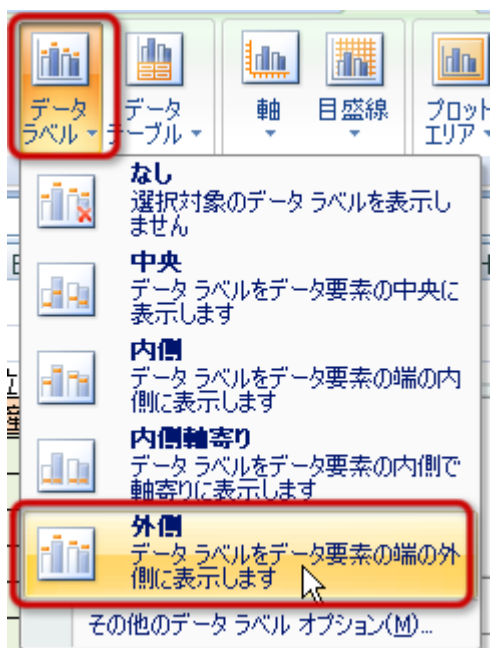 データ
ラベル
データ
テーブル
軸
目盛線
プロット
エリア
なし
選択対象のデータ ラベルを表示し
ません
中央
データ ラベルをデータ要素の中央に
表示します
内側
データ ラベルをデータ要素の端の内
側に表示します
内側軸寄り
データ ラベルをデータ要素の内側で
軸寄りに表示します
外側
データ ラベルをデータ要素の端の外
側に表示します
その他のデータ ラベル オプション(M)...